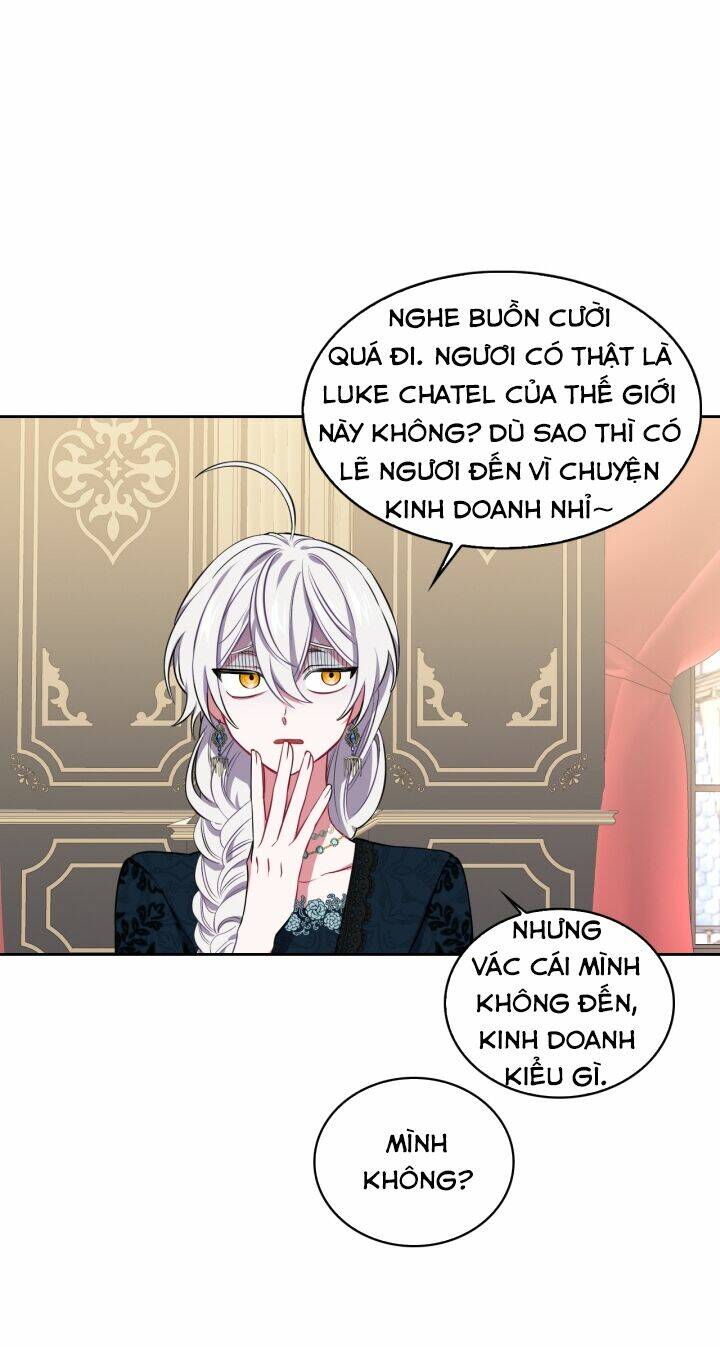 NGHE BUỒN CƯỜI
QUÁ ĐI. NGƯƠI CÓ THẬT LÀ
LUKE CHATEL CỦA THẾ GIỚI
NÀY KHÔNG? DÙ SAO THÌ CÓ
LẼ NGƯƠI ĐẾN VÌ CHUYỆN
KINH DOANH NHỈ~
NHƯNG
VÁC CÁI MÌNH
KHÔNG ĐẾN,
KINH DOANH
KIỂU GÌ.
MÌNH
KHÔNG?